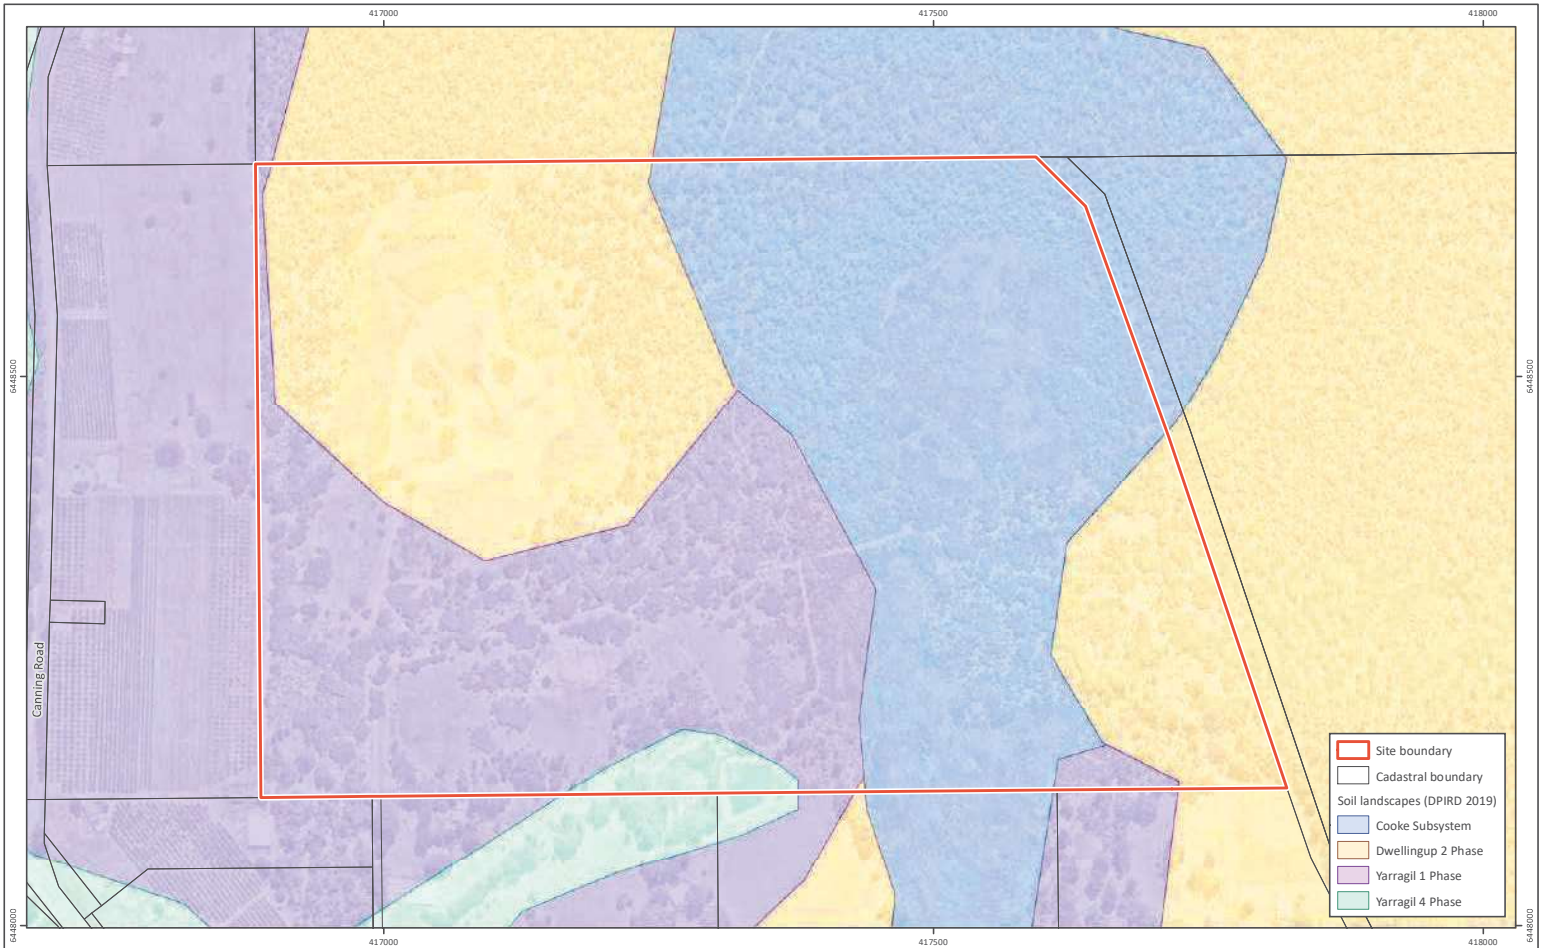 417000
417500
418000
6448500
6448500
Canning Road
Site boundary
Cadastral boundary
Soil landscapes (DPIRD 2019)
Cooke Subsystem
Dwellingup 2 Phase
Yarragil 1 Phase
Yarragil 4 Phase
6448000
6448000
417000
417500
418000